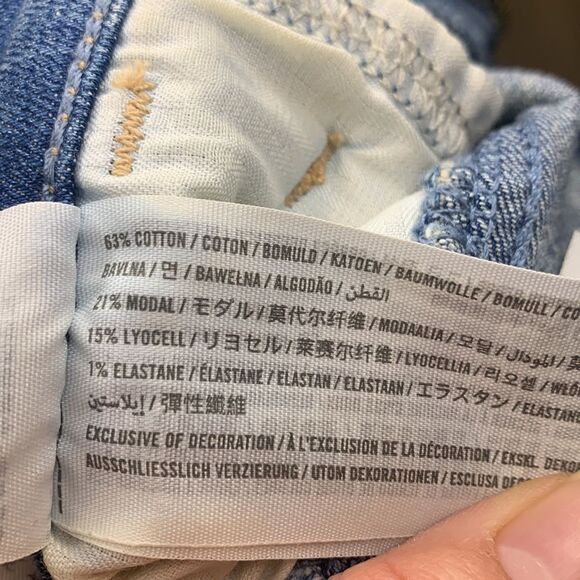 63% COTTON / COTON / BOMULD / KATOEN / BAUMWOLLE / BOMULL / CO
BAVLNA / 면 / BAWEŁNA / ALGODÃO / القطن
21% MODAL / モダル / 莫代尔纤维 / MODAALIA / 모달 / المودال /
15% LYOCELL / リヨセル / 莱赛尔纤维 / LYOCELLIA / 리오셀 / WŁÓ
1% ELASTANE / ÉLASTANE / ELASTAN / ELASTAAN / エラスタン / ELASTANE
إيلاستين / 彈性纖維
EXCLUSIVE OF DECORATION / À L'EXCLUSION DE LA DÉCORATION / EKSKL. DEKO
AUSSCHLIESSLICH VERZIERUNG / UTOM DEKORATIONEN / ESCLUSA DEC